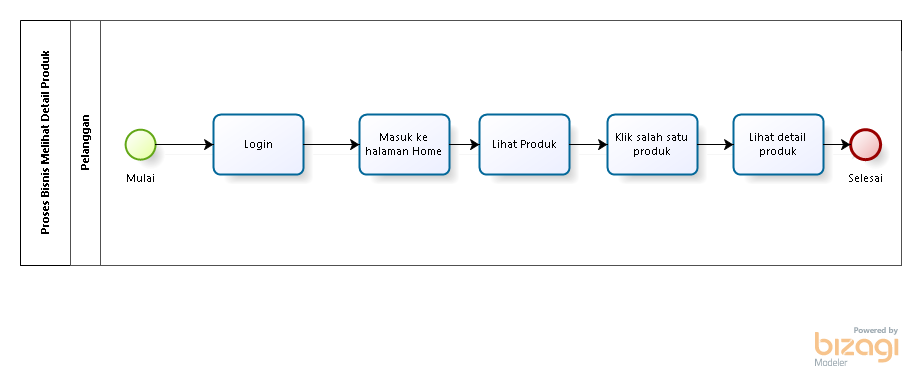 Proses Bisnis Melihat Detail Produk
Pelanggan
Mulai
Login
Masuk ke
halaman Home
Lihat Produk
Klik salah satu
produk
Lihat detail
produk
Selesai
Powered by
bizagi
Modeler